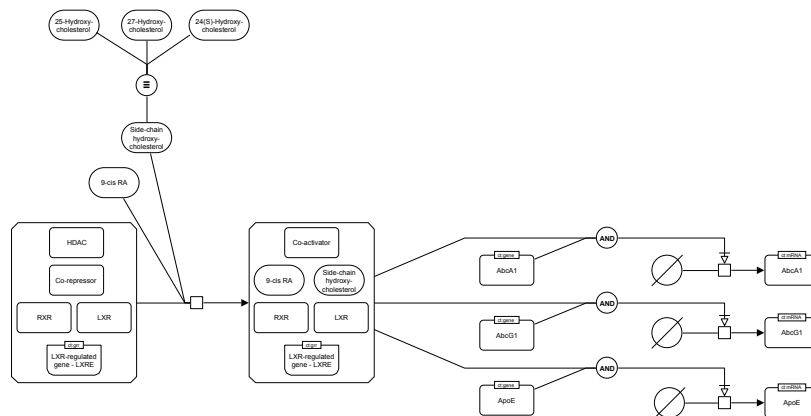 25-Hydroxy-
cholesterol
27-Hydroxy-
cholesterol
24(S)-Hydroxy-
cholesterol
Side-chain
hydroxy-
cholesterol
9-cis RA
HDAC
Co-repressor
RXR
LXR
ct:grr
LXR-regulated
gene - LXRE
Co-activator
9-cis RA
Side-chain
hydroxy-
cholesterol
RXR
LXR
ct:grr
LXR-regulated
gene - LXRE
AND
ct:gene
AbcA1
ct:mRNA
AbcA1
AND
ct:gene
AbcG1
ct:mRNA
AbcG1
AND
ct:gene
ApoE
ct:mRNA
ApoE